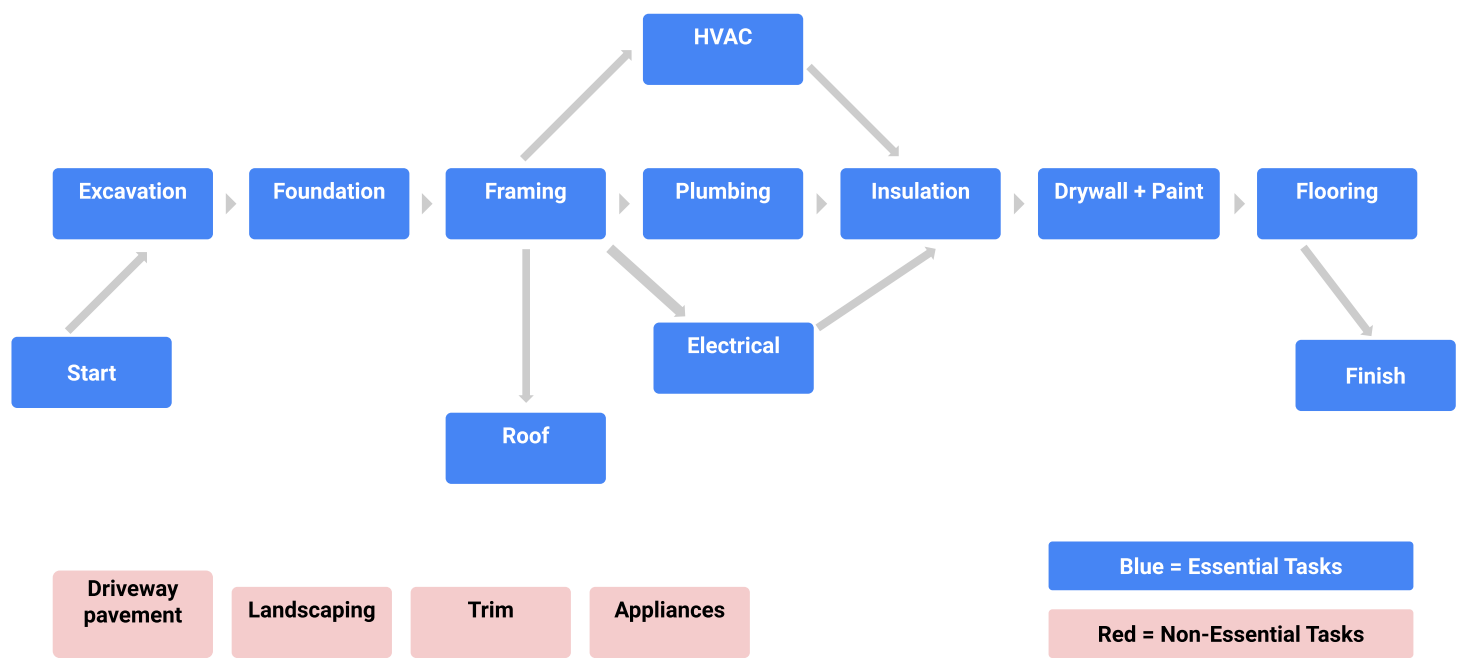 HVAC
Excavation
Foundation
Framing
Plumbing
Insulation
Drywall + Paint
Flooring
Start
Electrical
Finish
Roof
Driveway
pavement
Landscaping
Trim
Appliances
Blue = Essential Tasks
Red = Non-Essential Tasks